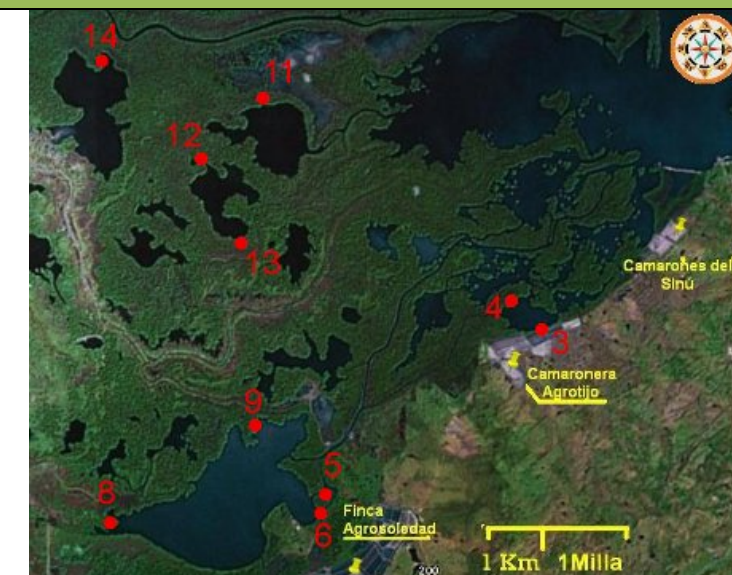 14
11
12
13
Camarones del
Sinú
4
3
Camaronera
Agrotijo
9
5
8
6
Finca
Agrosoledad
1 Km 1Milla
200